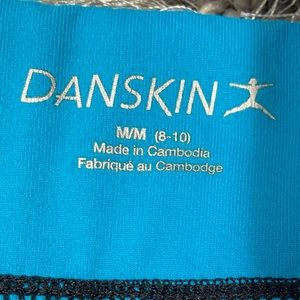 DANSKIN
M/M (8-10)
Made in Cambodia
Fabriqué au Cambodge